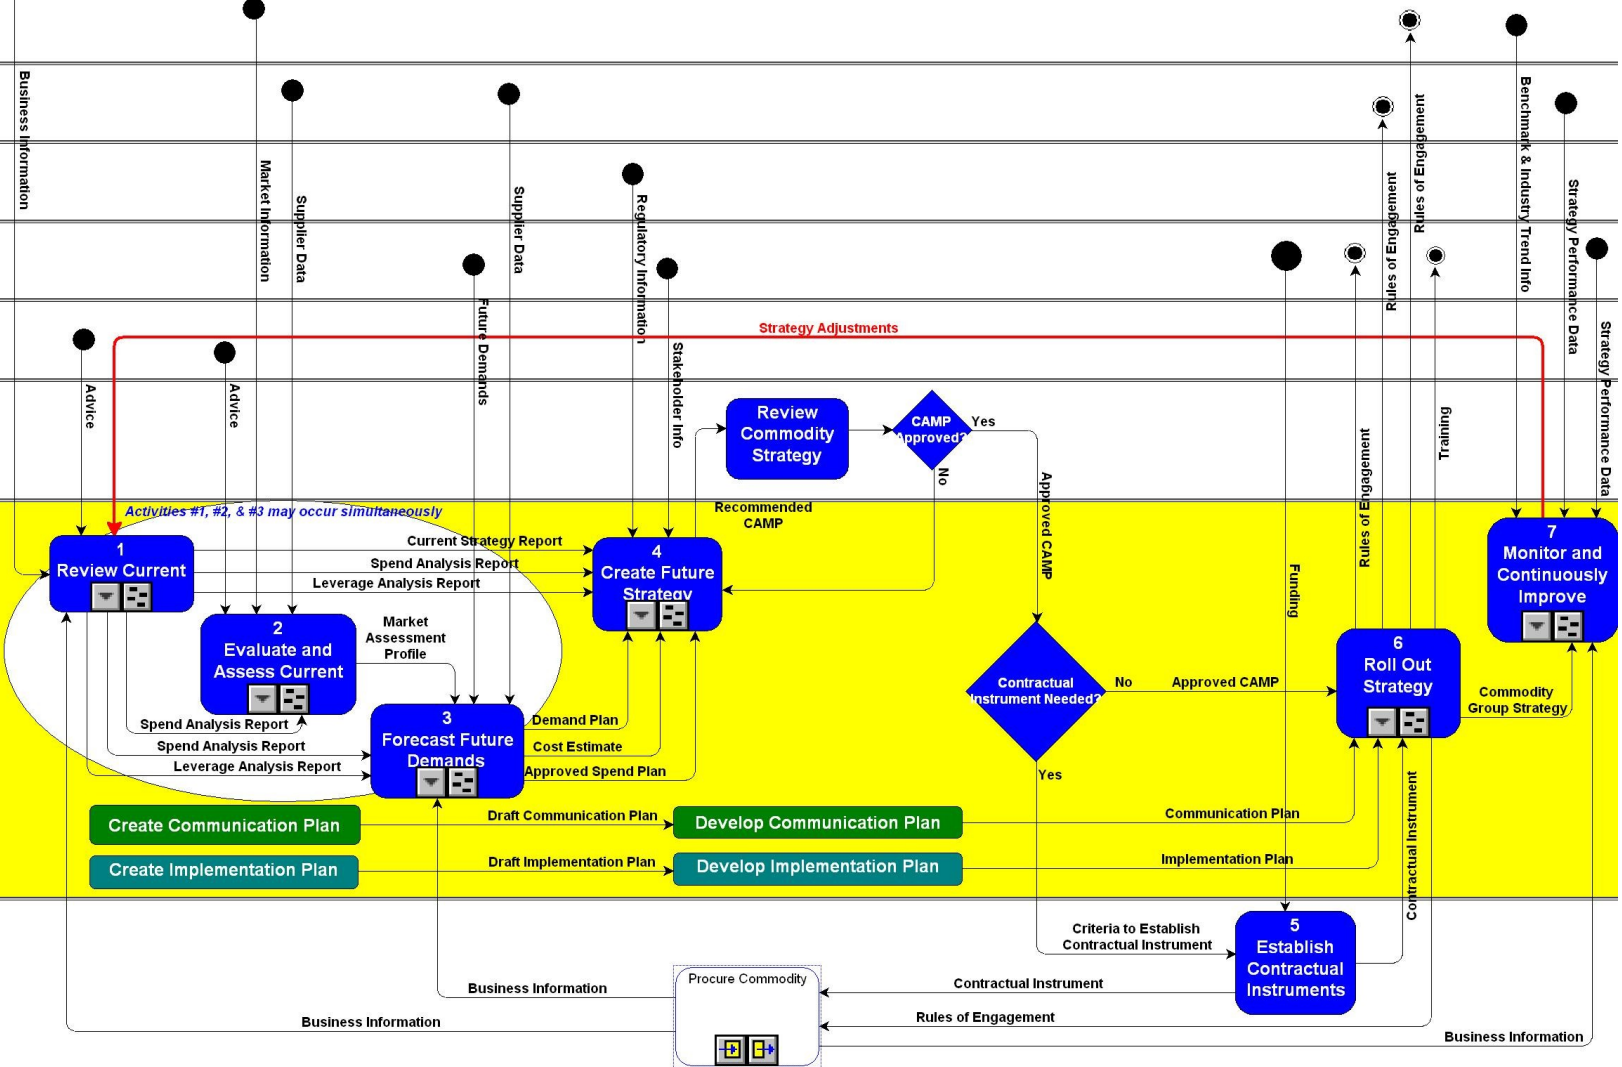 Business Information
Market Information
Supplier Data
Supplier Data
Regulatory Information
Rules of Engagement
Rules of Engagement
Benchmark & Industry Trend Info
Strategy Performance Data
Future Demands
Stakeholder Info
Strategy Adjustments
Strategy Performance Data
Advice
Advice
Review
Commodity
Strategy
CAMP
Approved?
Yes
No
Rules of Engagement
Training
Approved CAMP
Recommended
CAMP
Activities #1, #2, & #3 may occur simultaneously
1
Review Current
Current Strategy Report
Spend Analysis Report
Leverage Analysis Report
4
Create Future
Strategy
7
Monitor and
Continuously
Improve
Funding
2
Evaluate and
Assess Current
Market
Assessment
Profile
Contractual
Instrument Needed?
No
Approved CAMP
Yes
6
Roll Out
Strategy
Commodity
Group Strategy
Spend Analysis Report
Spend Analysis Report
Leverage Analysis Report
3
Forecast Future
Demands
Demand Plan
Cost Estimate
Approved Spend Plan
Create Communication Plan
Draft Communication Plan
Develop Communication Plan
Communication Plan
Create Implementation Plan
Draft Implementation Plan
Develop Implementation Plan
Implementation Plan
Contractual Instrument
Criteria to Establish
Contractual Instrument
5
Establish
Contractual
Instruments
Procure Commodity
Business Information
Contractual Instrument
Business Information
Rules of Engagement
Business Information